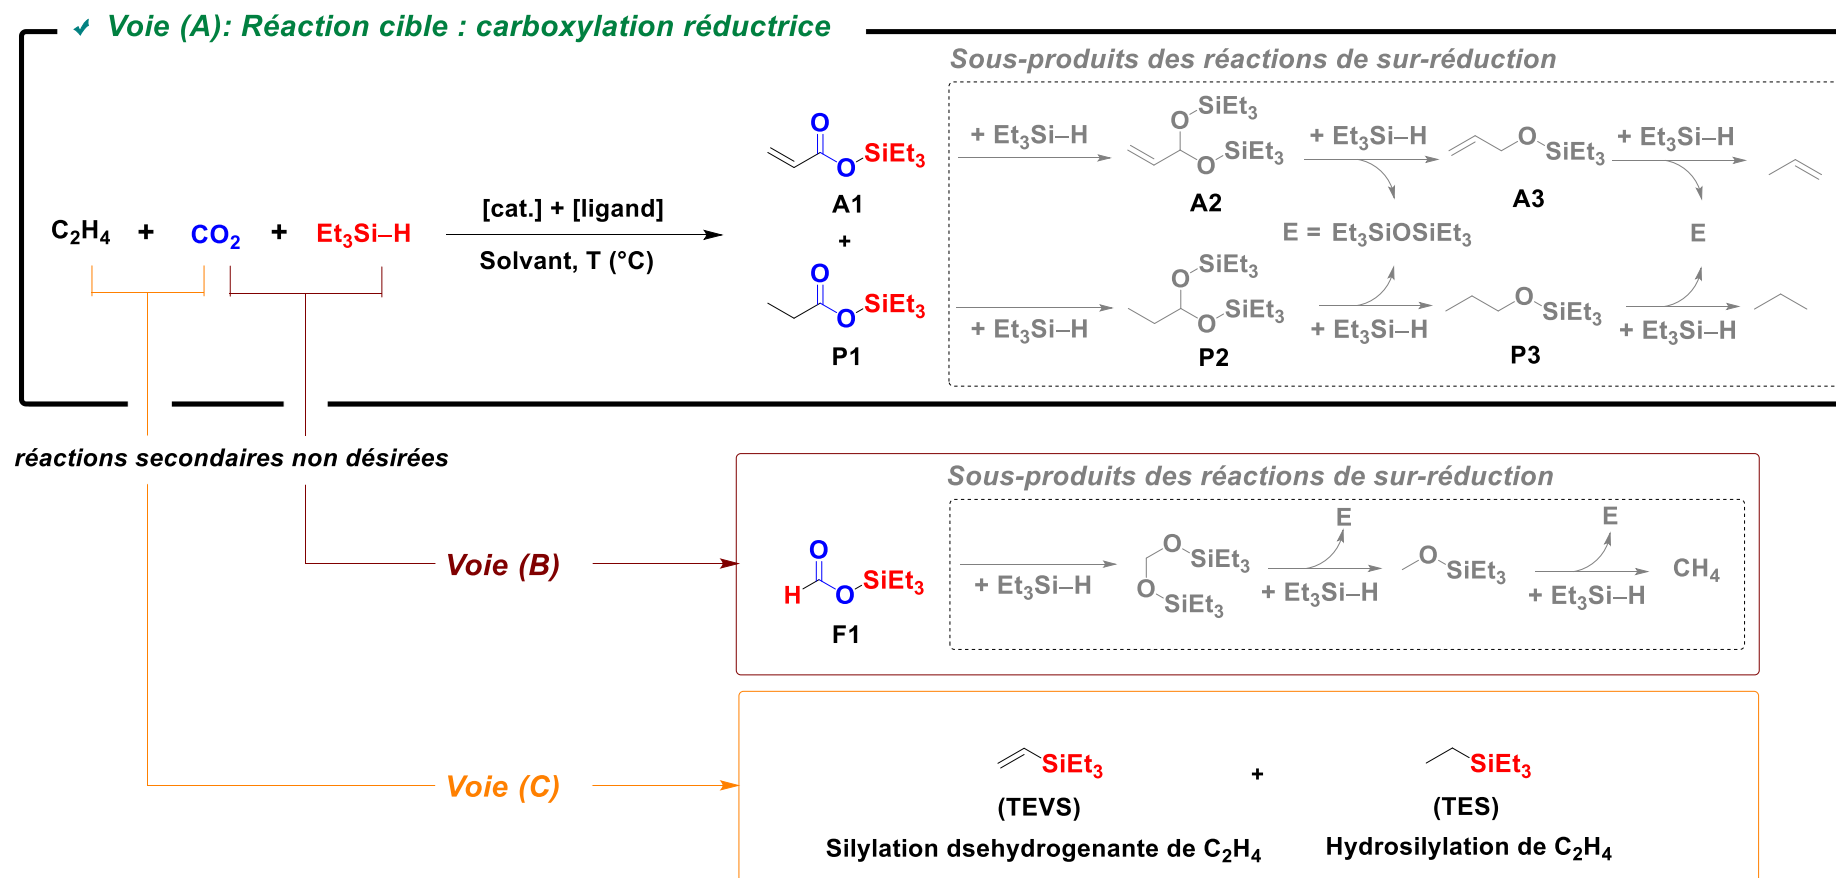 ✓ Voie (A): Réaction cible : carboxylation réductrice
Sous-produits des réactions de sur-réduction
C2H4 + CO2 + Et3Si–H
[cat.] + [ligand]
Solvant, T (°C)
O
O
SiEt3
A1
+
O
O
SiEt3
P1
+ Et3Si–H
O
SiEt3
O
SiEt3
A2
+ Et3Si–H
O
SiEt3
A3
+ Et3Si–H
E = Et3SiOSiEt3
E
+ Et3Si–H
O
SiEt3
O
SiEt3
P2
+ Et3Si–H
O
SiEt3
P3
+ Et3Si–H
réactions secondaires non désirées
Voie (B)
Sous-produits des réactions de sur-réduction
O
H
O
SiEt3
F1
+ Et3Si–H
O
SiEt3
O
SiEt3
E
+ Et3Si–H
O
SiEt3
E
+ Et3Si–H
CH4
Voie (C)
SiEt3
(TEVS)
Silylation dsehydrogenante de C2H4
+
SiEt3
(TES)
Hydrosilylation de C2H4